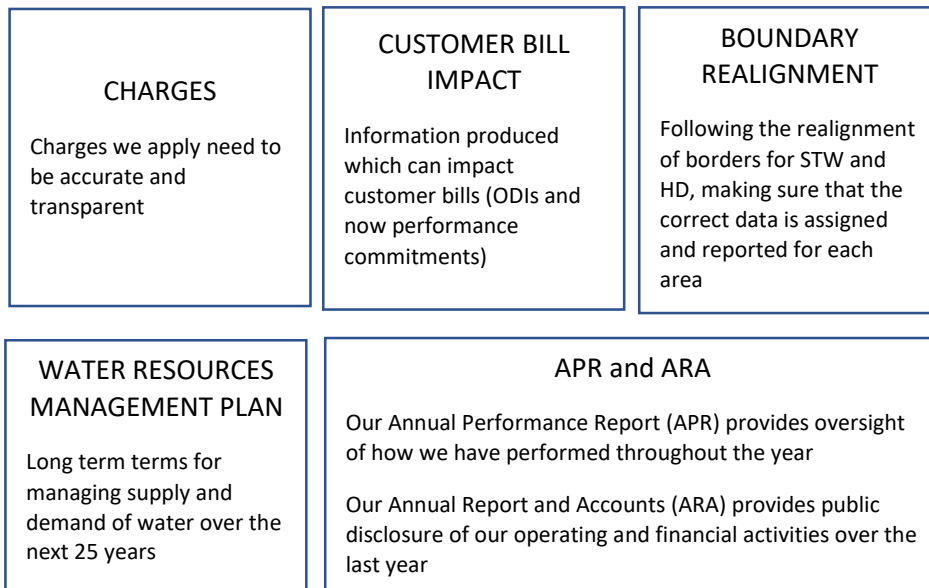 CHARGES
Charges we apply need to
be accurate and
transparent
CUSTOMER BILL
IMPACT
Information produced
which can impact
customer bills (ODIs and
now performance
commitments)
BOUNDARY
REALIGNMENT
Following the realignment
of borders for STW and
HD, making sure that the
correct data is assigned
and reported for each
area
WATER RESOURCES
MANAGEMENT PLAN
Long term terms for
managing supply and
demand of water over the
next 25 years
APR and ARA
Our Annual Performance Report (APR) provides oversight
of how we have performed throughout the year
Our Annual Report and Accounts (ARA) provides public
disclosure of our operating and financial activities over the
last year